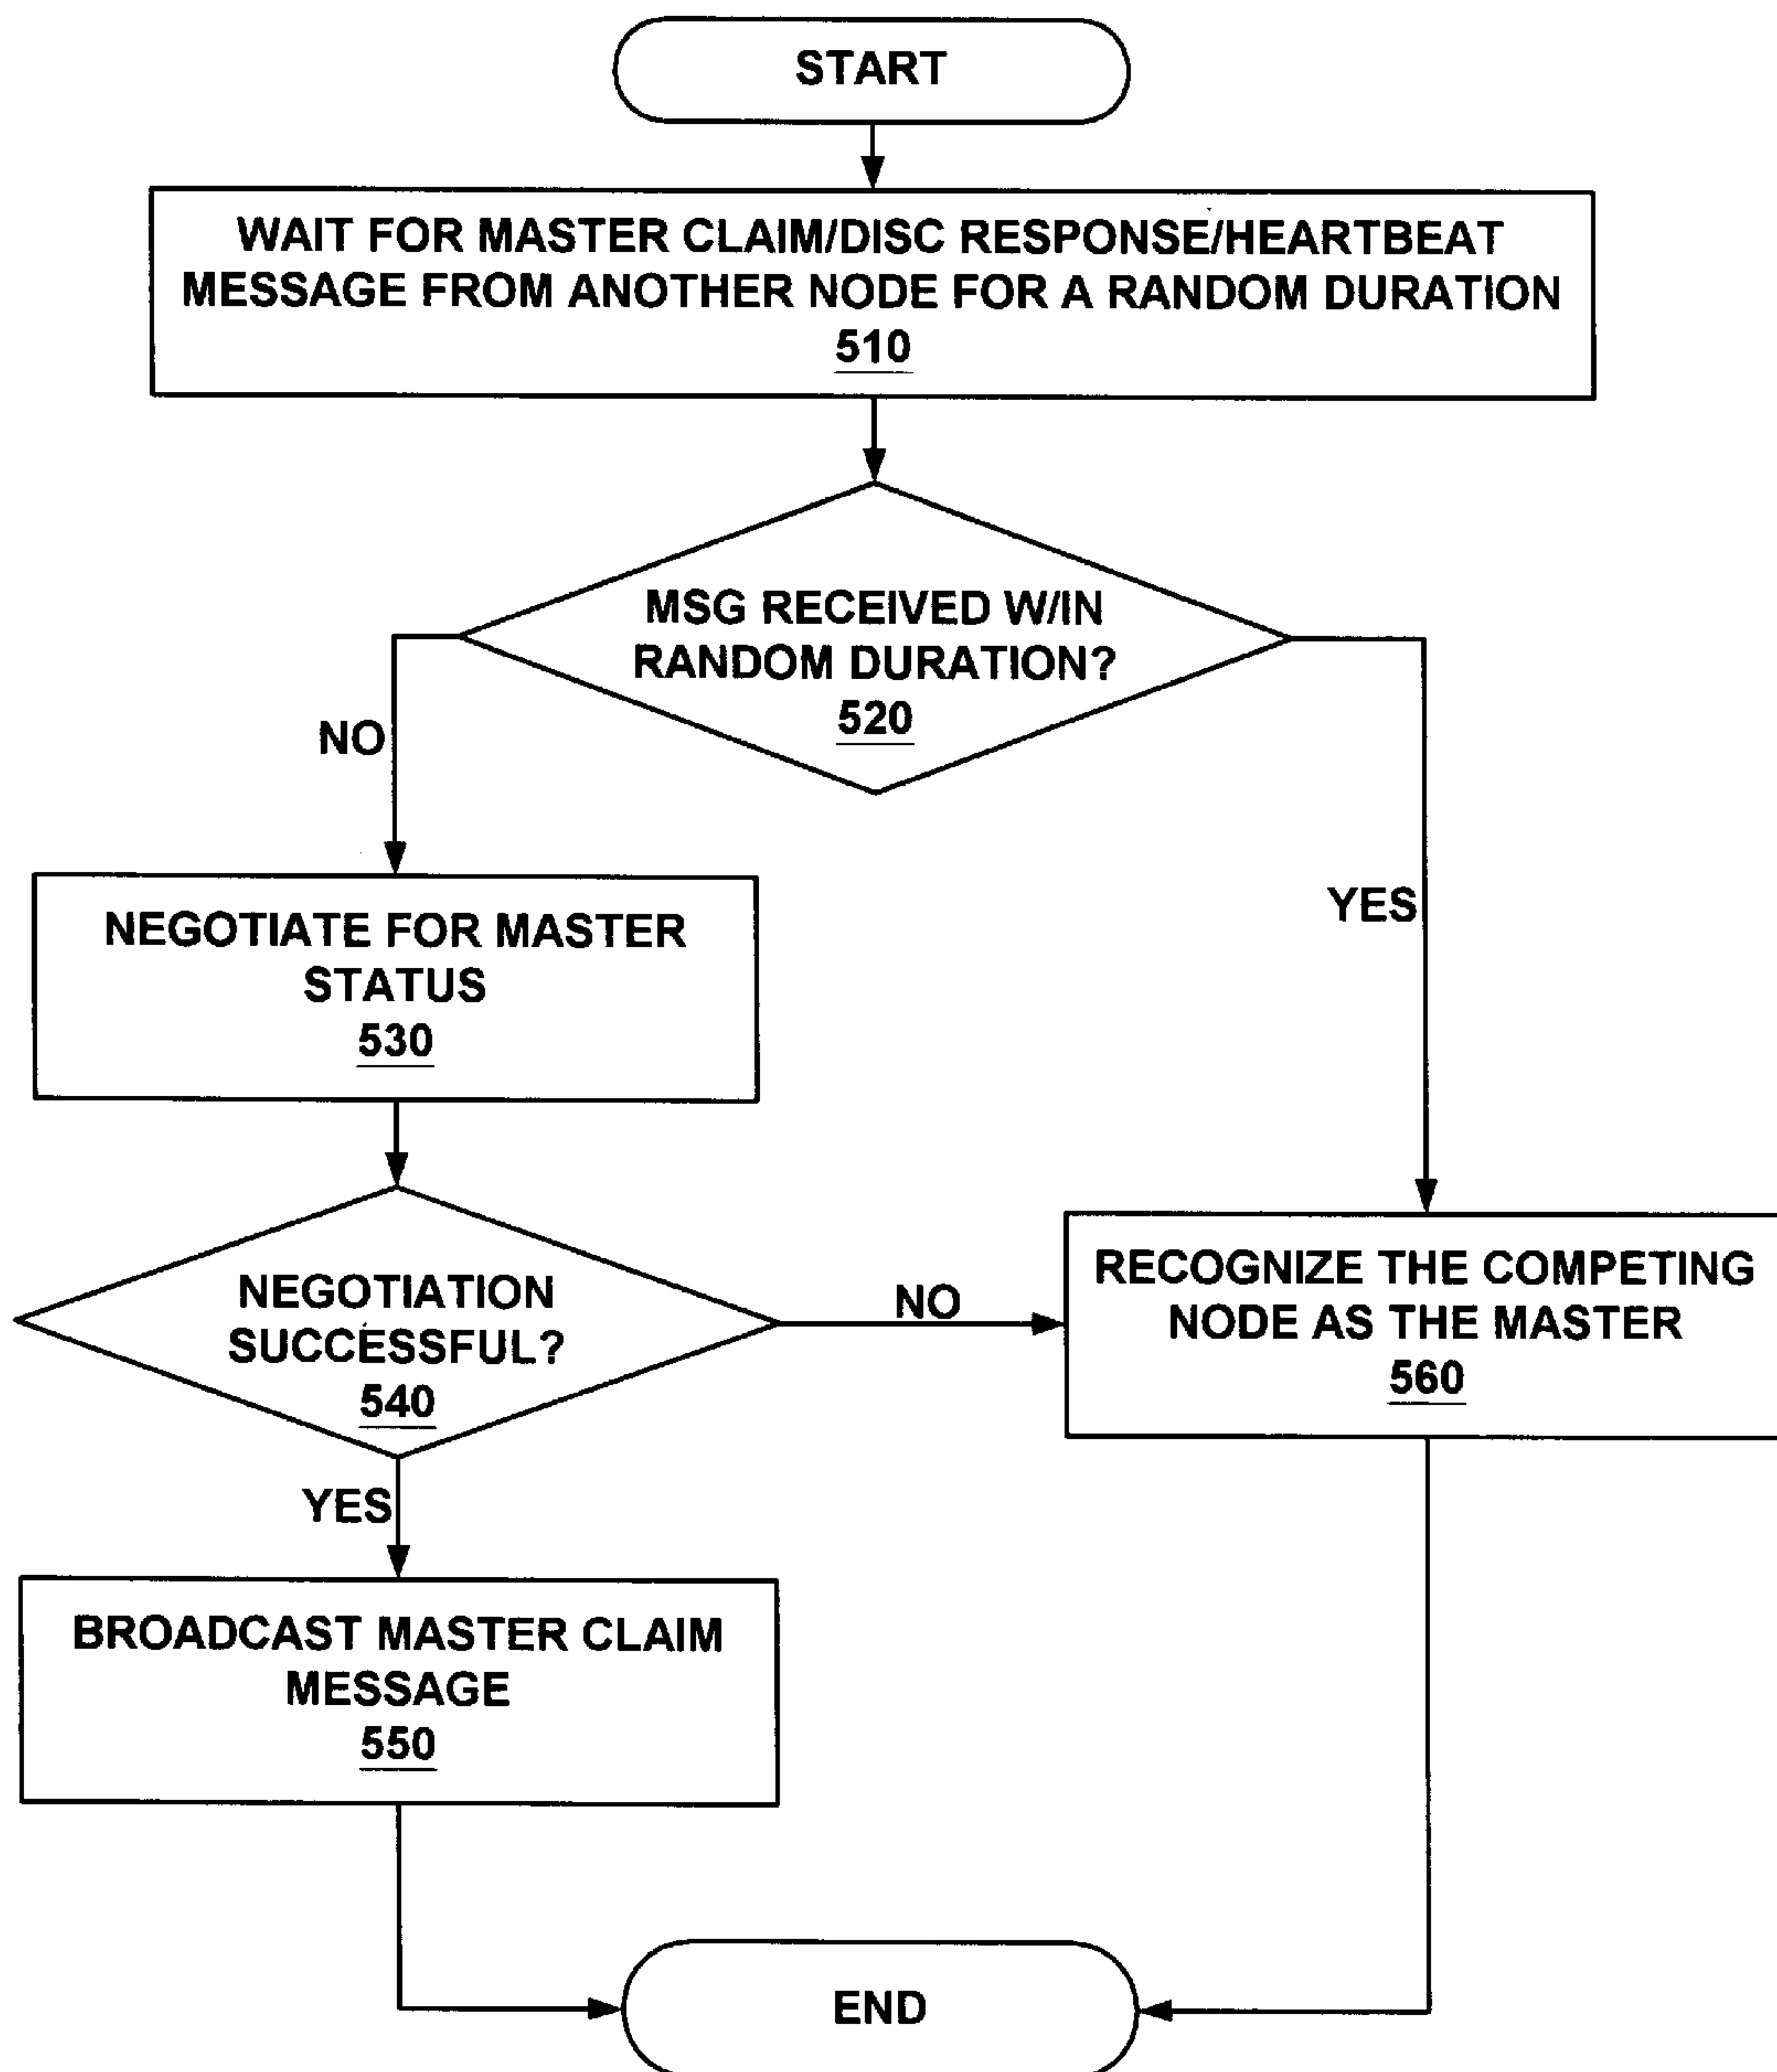 START
WAIT FOR MASTER CLAIM/DISC RESPONSE/HEARTBEAT
MESSAGE FROM ANOTHER NODE FOR A RANDOM DURATION
510
MSG RECEIVED W/IN
RANDOM DURATION?
520
NO
YES
NEGOTIATE FOR MASTER
STATUS
530
NEGOTIATION
SUCCESSFUL?
540
NO
RECOGNIZE THE COMPETING
NODE AS THE MASTER
560
YES
BROADCAST MASTER CLAIM
MESSAGE
550
END